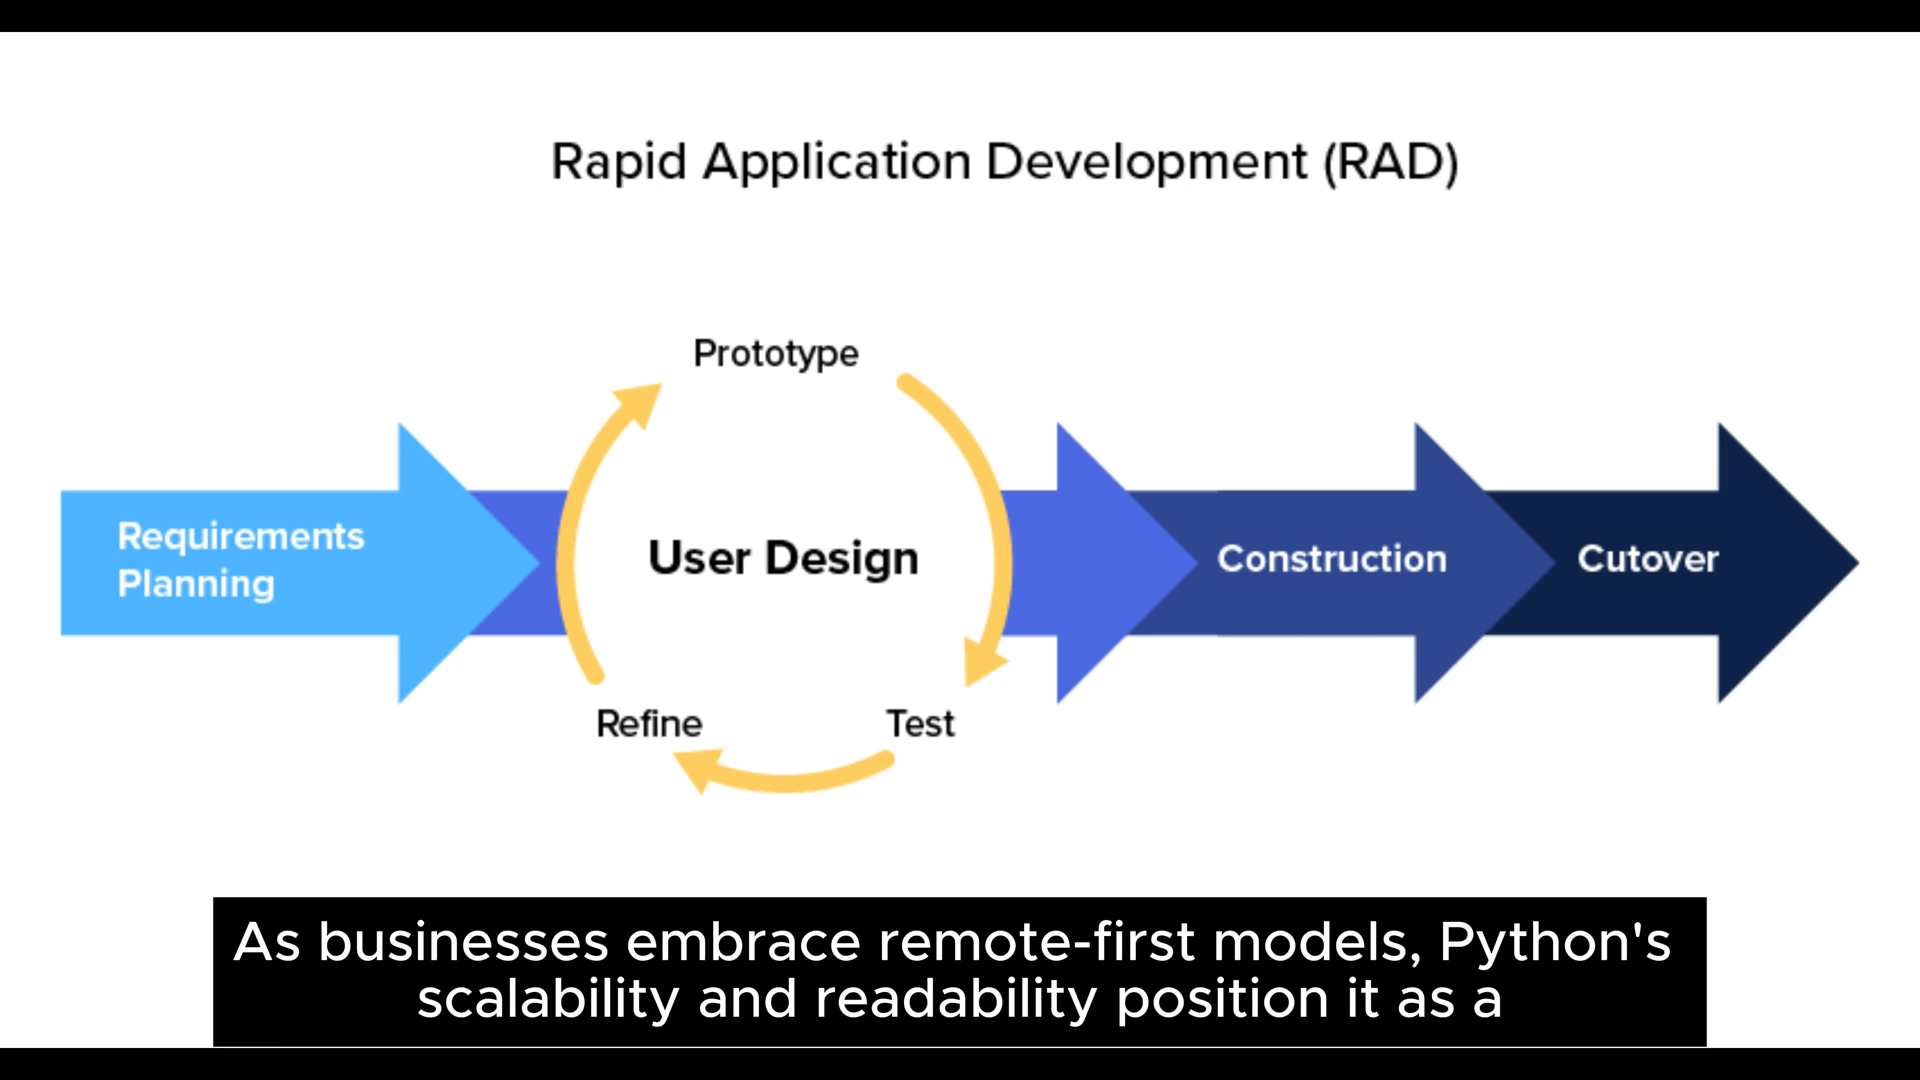 Rapid Application Development (RAD)
Prototype
Requirements
Planning
User Design
Construction
Cutover
Refine
Test
As businesses embrace remote-first models, Python's
scalability and readability position it as a